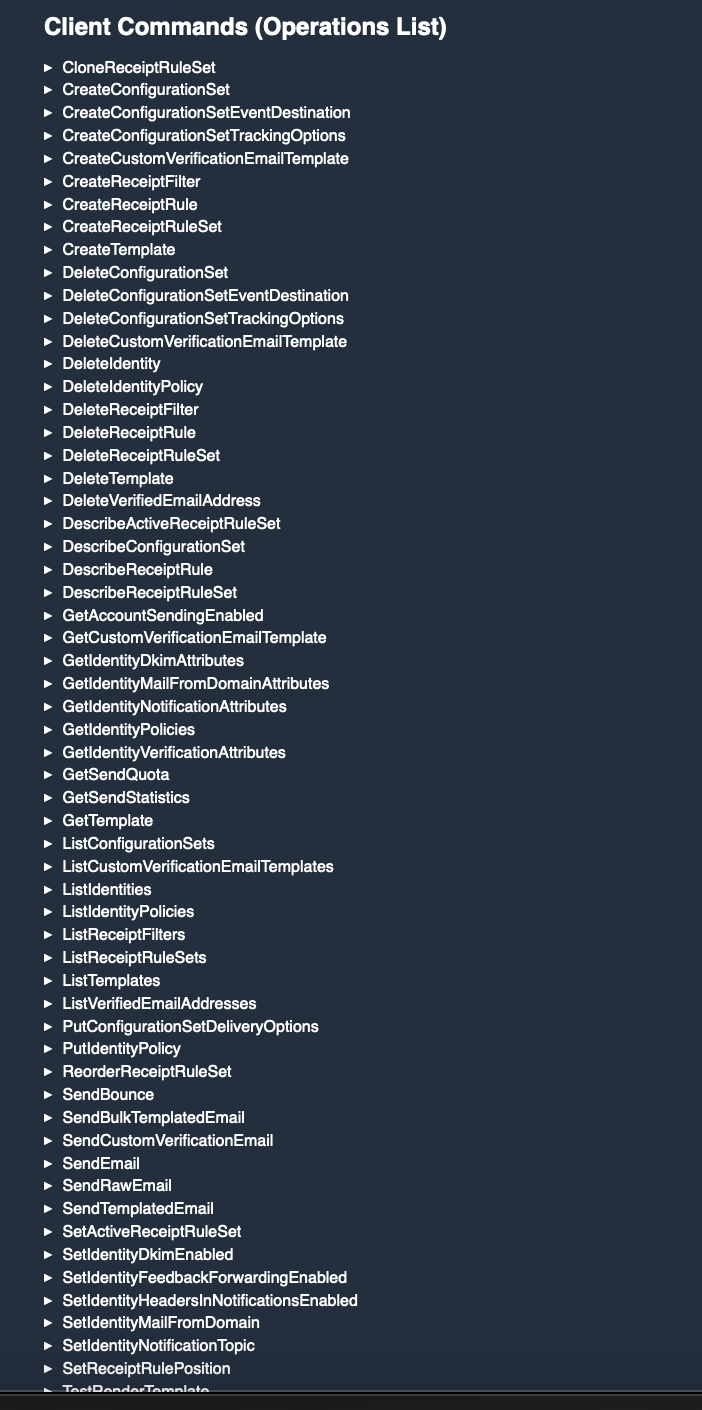 Client Commands (Operations List)
CloneReceiptRuleSet
CreateConfigurationSet
CreateConfigurationSetEventDestination
CreateConfigurationSetTrackingOptions
CreateCustomVerificationEmailTemplate
CreateReceiptFilter
CreateReceiptRule
CreateReceiptRuleSet
CreateTemplate
DeleteConfigurationSet
DeleteConfigurationSetEventDestination
DeleteConfigurationSetTrackingOptions
DeleteCustomVerificationEmailTemplate
DeleteIdentity
DeleteIdentityPolicy
DeleteReceiptFilter
DeleteReceiptRule
DeleteReceiptRuleSet
DeleteTemplate
DeleteVerifiedEmailAddress
DescribeActiveReceiptRuleSet
DescribeConfigurationSet
DescribeReceiptRule
DescribeReceiptRuleSet
GetAccountSendingEnabled
GetCustomVerificationEmailTemplate
GetIdentityDkimAttributes
GetIdentityMailFromDomainAttributes
GetIdentityNotificationAttributes
GetIdentityPolicies
GetIdentityVerificationAttributes
GetSendQuota
GetSendStatistics
GetTemplate
ListConfigurationSets
ListCustomVerificationEmailTemplates
ListIdentities
ListIdentityPolicies
ListReceiptFilters
ListReceiptRuleSets
ListTemplates
ListVerifiedEmailAddresses
PutConfigurationSetDeliveryOptions
PutIdentityPolicy
ReorderReceiptRuleSet
SendBounce
SendBulkTemplatedEmail
SendCustomVerificationEmail
SendEmail
SendRawEmail
SendTemplatedEmail
SetActiveReceiptRuleSet
SetIdentityDkimEnabled
SetIdentityFeedbackForwardingEnabled
SetIdentityHeadersInNotificationsEnabled
SetIdentityMailFromDomain
SetIdentityNotificationTopic
SetReceiptRulePosition
TestRenderTemplate